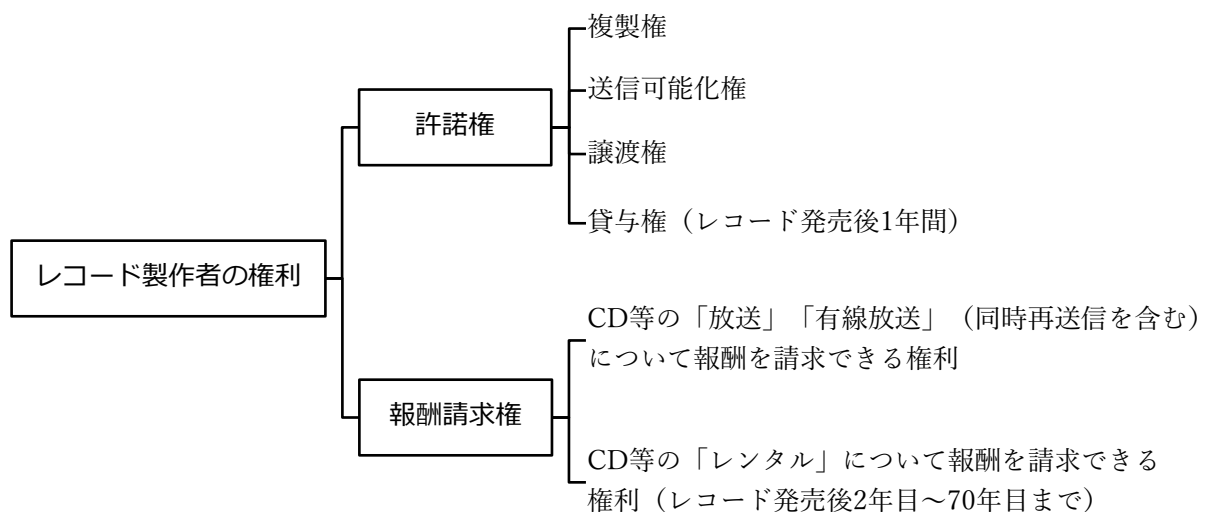 レコード製作者の権利
許諾権
複製権
送信可能化権
譲渡権
貸与権（レコード発売後1年間）
報酬請求権
CD等の「放送」「有線放送」（同時再送信を含む）
について報酬を請求できる権利
CD等の「レンタル」について報酬を請求できる
権利（レコード発売後2年目～70年目まで）